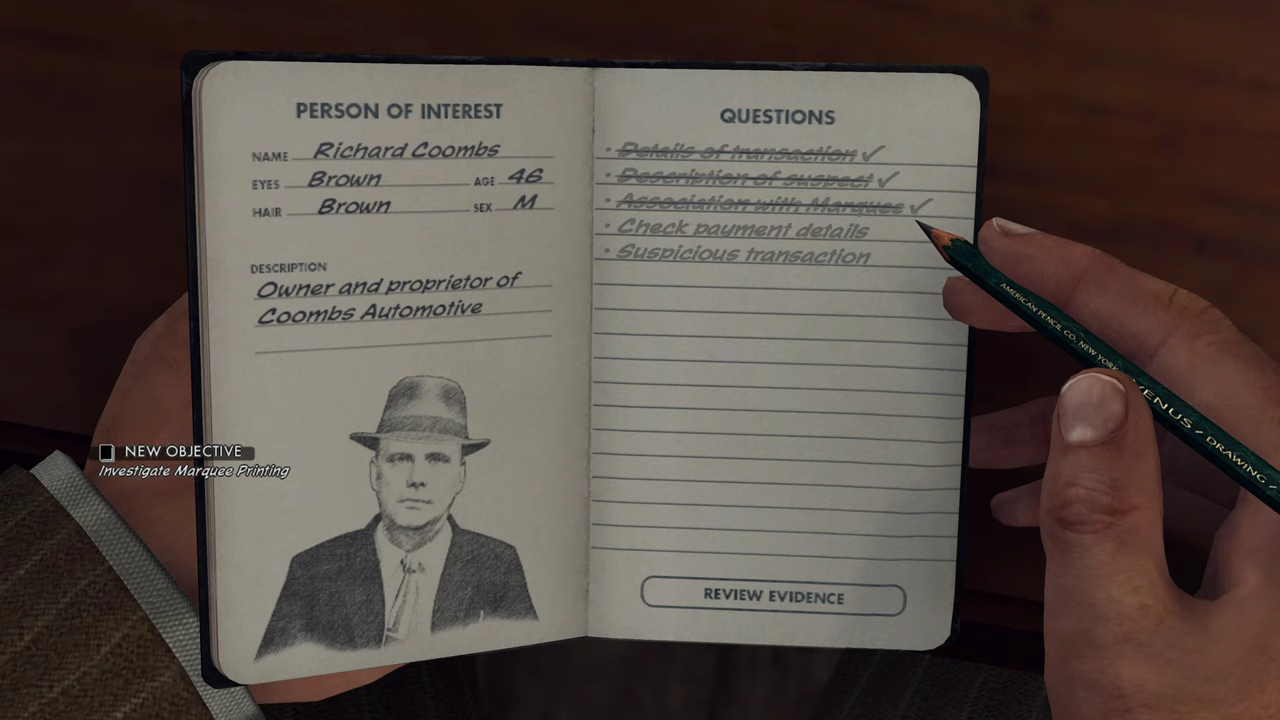 PERSON OF INTEREST
NAME Richard Coombs
EYES Brown AGE 46
HAIR Brown SEX M
DESCRIPTION
Owner and proprietor of
Coombs Automotive
QUESTIONS
· Details of transaction ✓
· Description of suspect ✓
· Association with Marquee ✓
· Check payment details
· Suspicious transaction
REVIEW EVIDENCE
NEW OBJECTIVE
Investigate Marquee Printing
AMERICAN PENCIL CO. NEW YORK VENUS / DRAWING /